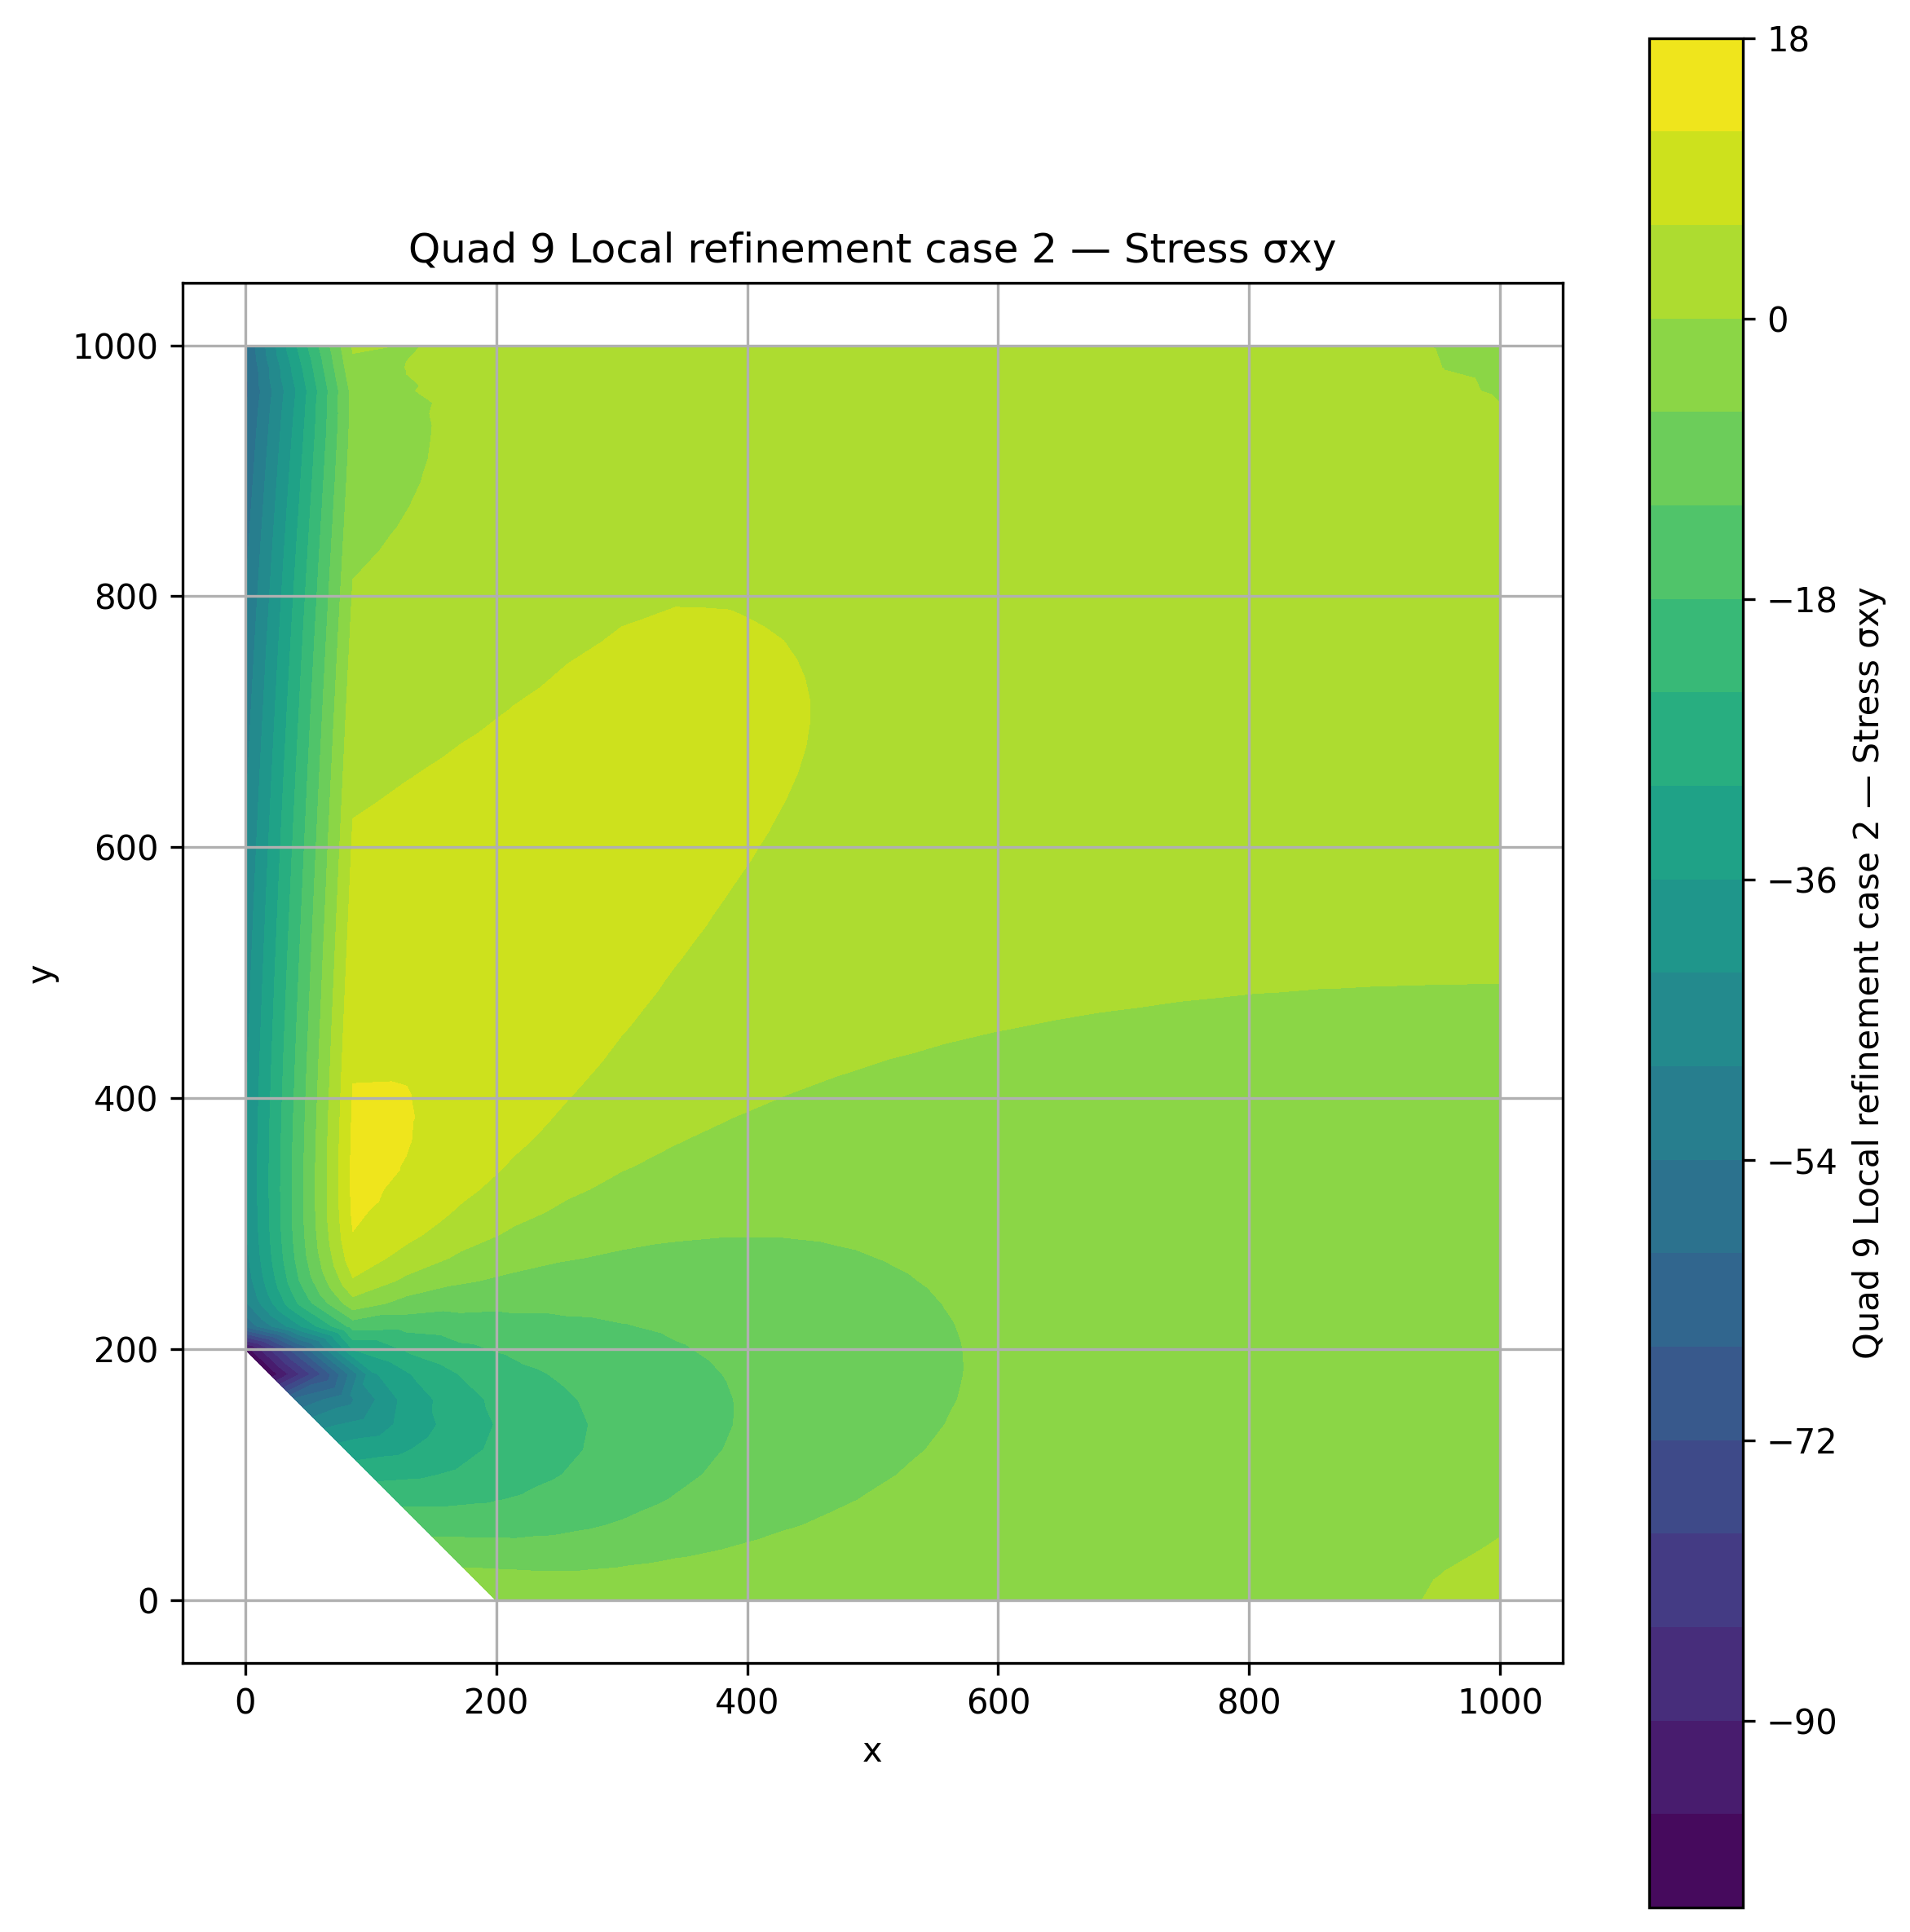 Quad 9 Local refinement case 2 — Stress σxy
18
0
−18
−36
−54
−72
−90
Quad 9 Local refinement case 2 — Stress σxy
1000
800
600
400
200
0
y
0 200 400 600 800 1000
x